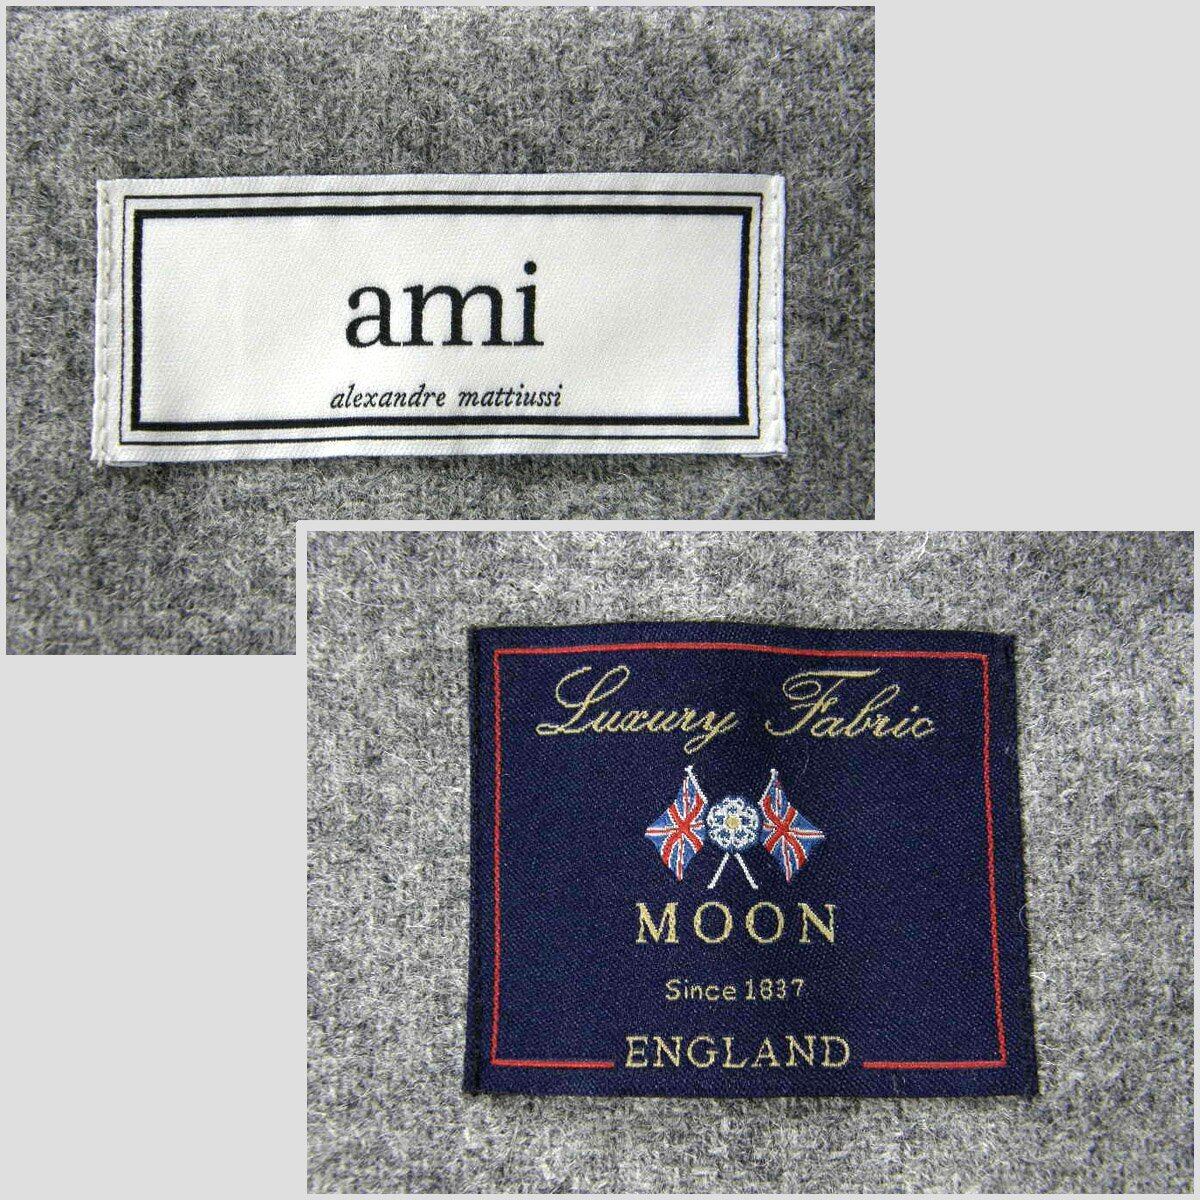 ami
alexandre mattiussi
Luxury Fabric
MOON
Since 1837
ENGLAND